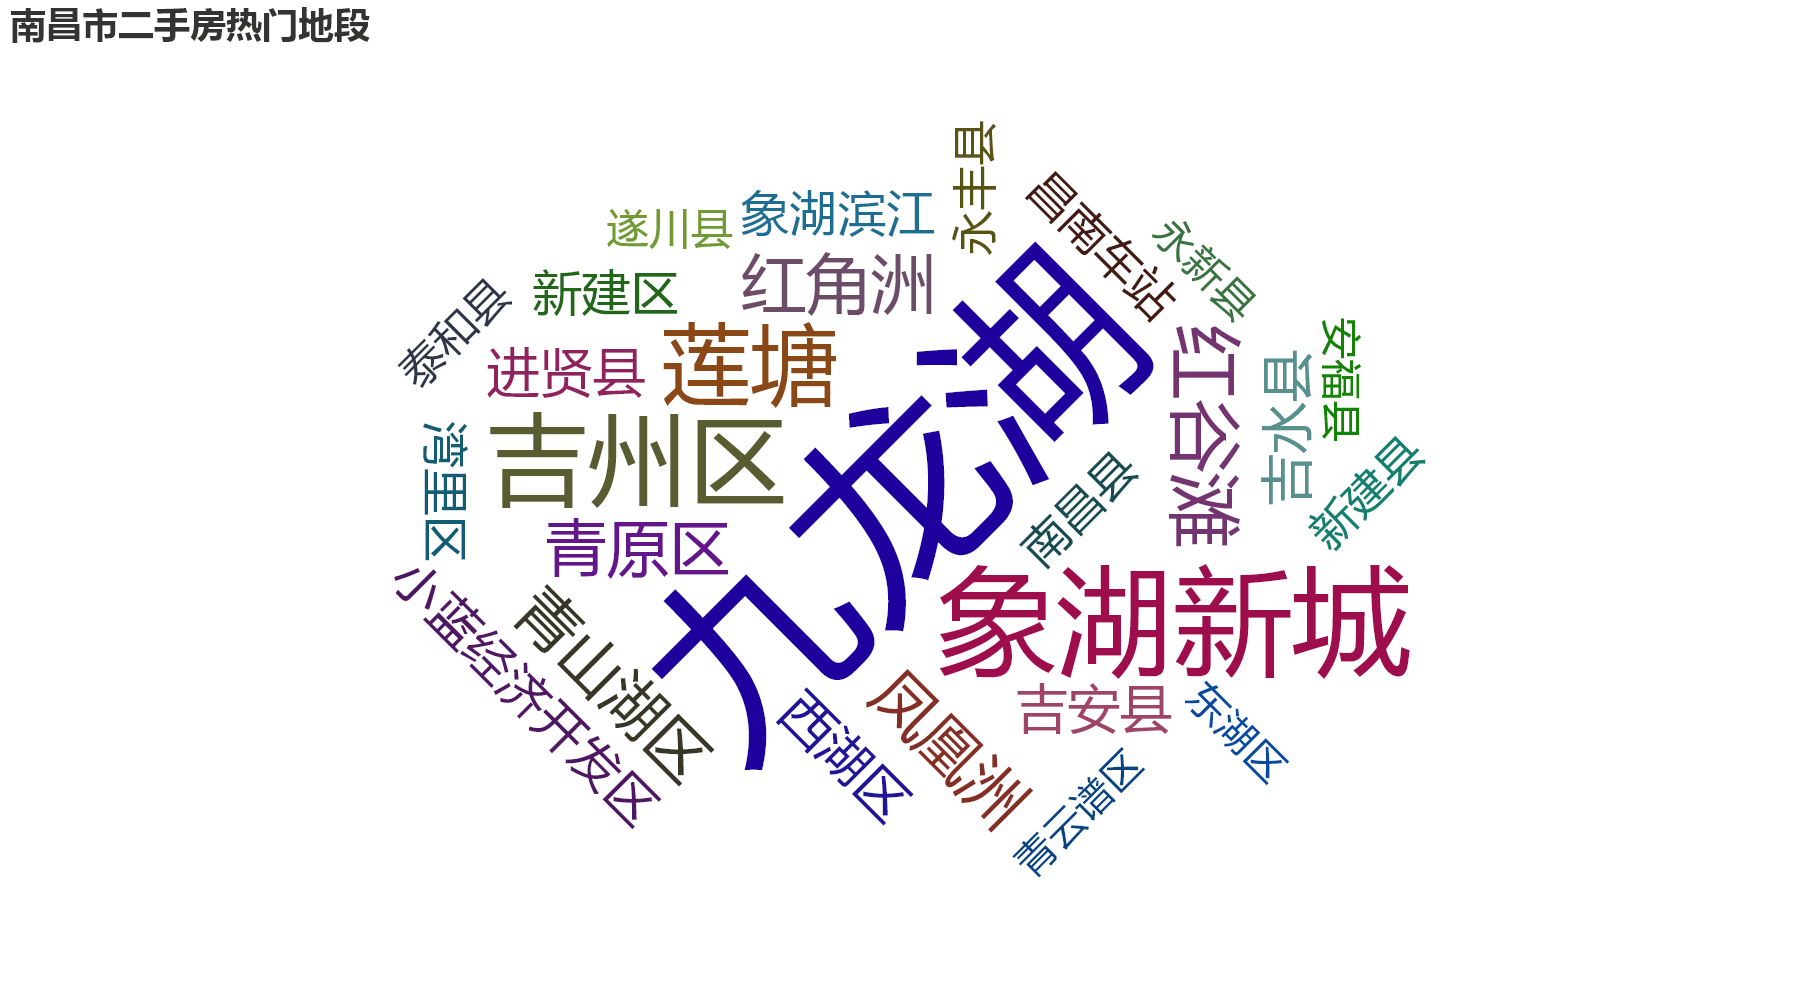 南昌市二手房热门地段
永丰县
昌南车站
象湖滨江
遂川县
永新县
红角洲
新建区
泰和县
九龙湖
莲塘
进贤县
红谷滩
安福县
吉水县
吉州区
湾里区
南昌县
新建县
青原区
象湖新城
小蓝经济开发区
青山湖区
西湖区
凤凰洲
吉安县
东湖区
青云谱区